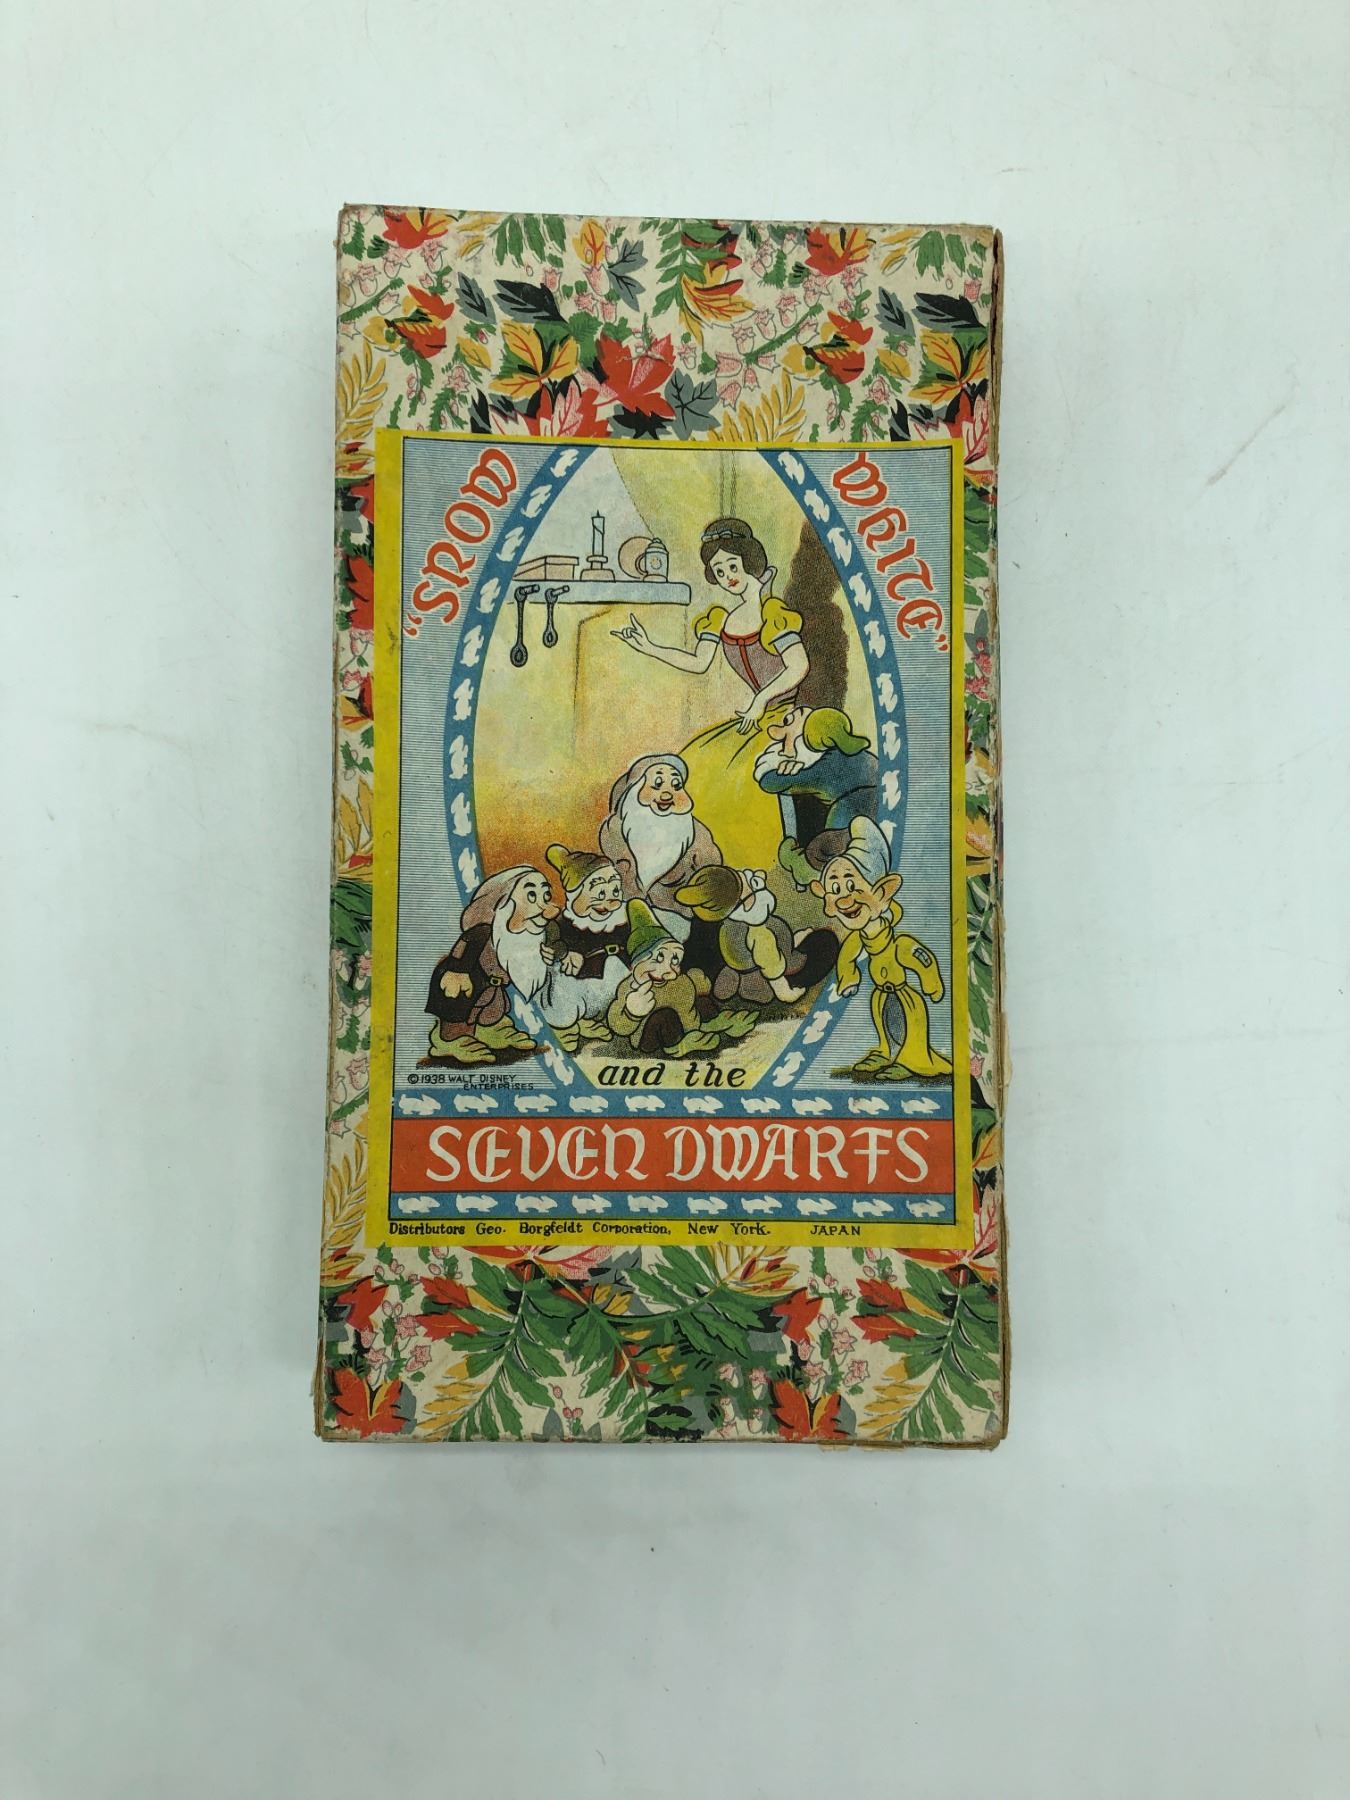 "SNOW WHITE"
© 1938 WALT DISNEY
ENTERPRISES
and the
SEVEN DWARFS
Distributors Geo. Borgfeldt Corporation, New York. JAPAN